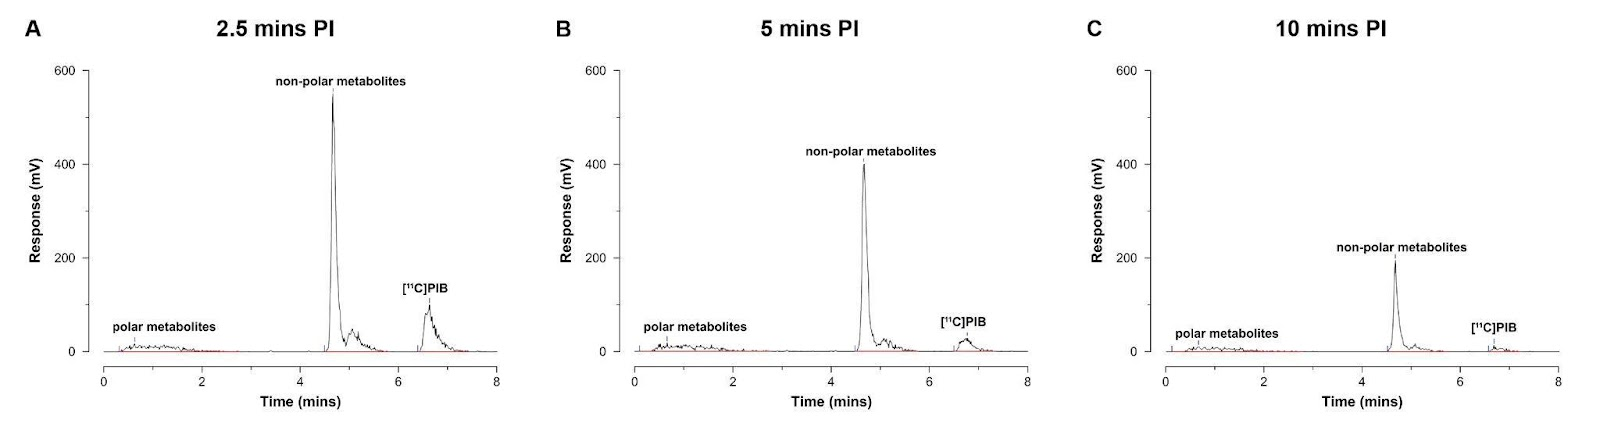 A
2.5 mins PI
600
400
200
0
Response (mV)
non-polar metabolites
[¹¹C]PIB
polar metabolites
0 2 4 6 8
Time (mins)
B
5 mins PI
600
400
200
0
Response (mV)
non-polar metabolites
[¹¹C]PIB
polar metabolites
0 2 4 6 8
Time (mins)
C
10 mins PI
600
400
200
0
Response (mV)
non-polar metabolites
[¹¹C]PIB
polar metabolites
0 2 4 6 8
Time (mins)